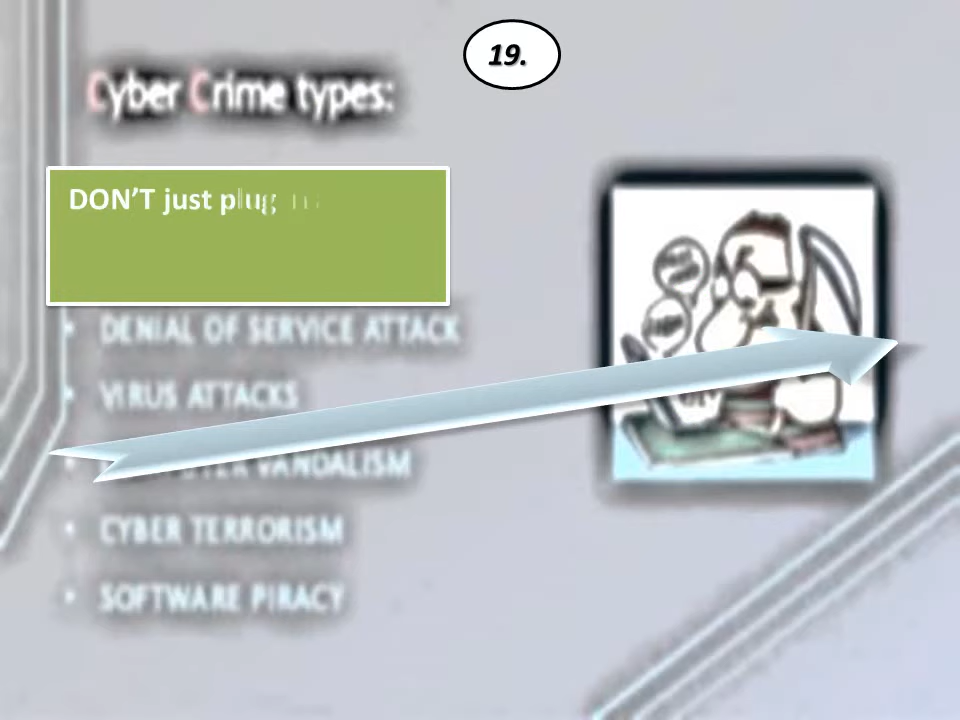 19.
Cyber Crime types:
DON'T just plug
• DENIAL OF SERVICE ATTACK
• VIRUS ATTACKS
• VANDALISM
• CYBER TERRORISM
• SOFTWARE PIRACY